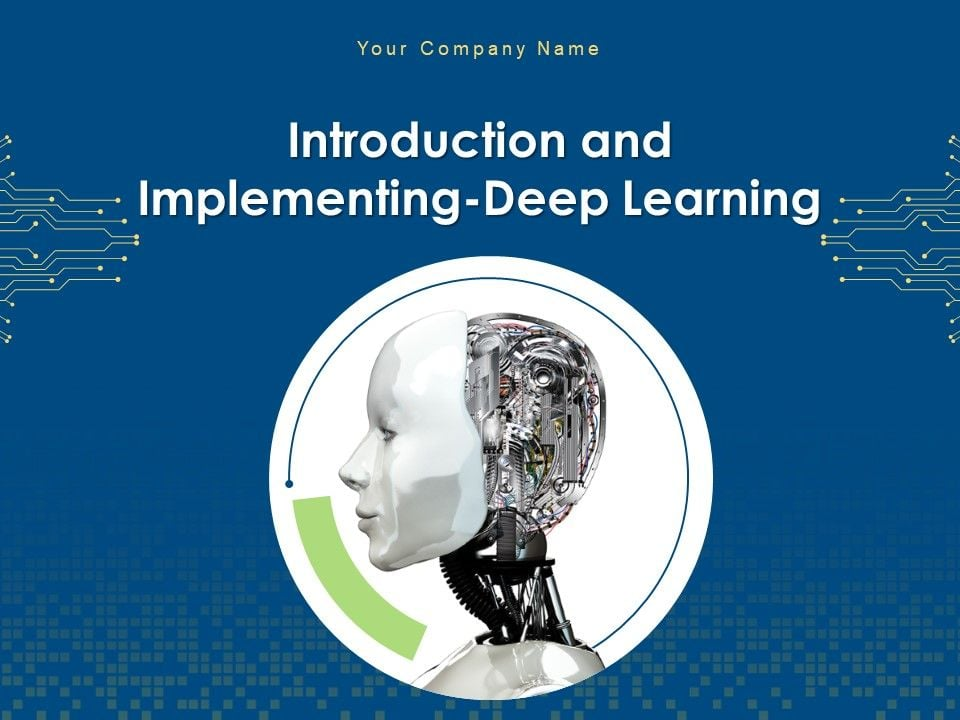 Your Company Name
Introduction and
Implementing-Deep Learning